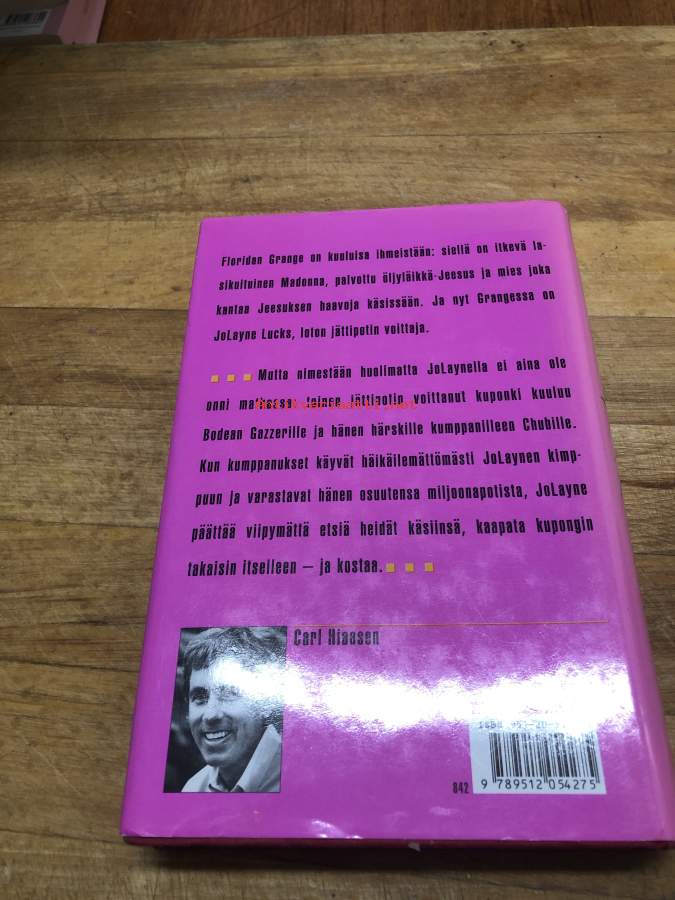 Floridan Grange on kuuluisa ihmeistään: siellä on itkevä la-
sikuituinen Madonna, palvottu öljyläikkä-Jeesus ja mies joka
kantaa Jeesuksen haavoja käsissään. Ja nyt Grangessa on
JoLayne Lucks, loton jättipotin voittaja.
Mutta nimestään huolimatta JoLaynella ei aina ole
onni toinen jättipotin voittanut kuponki kuuluu
Bodean Gazzerille ja hänen härskille kumppanilleen Chubille.
Kun kumppanukset käyvät häikäilemättömästi JoLaynen kimp-
puun ja varastavat hänen osuutensa miljoonapotista, JoLayne
päättää viipymättä etsiä heidät käsiinsä, kaapata kupongin
takaisin itselleen – ja kostaa.
Carl Hiaasen
842
9 789512 054275